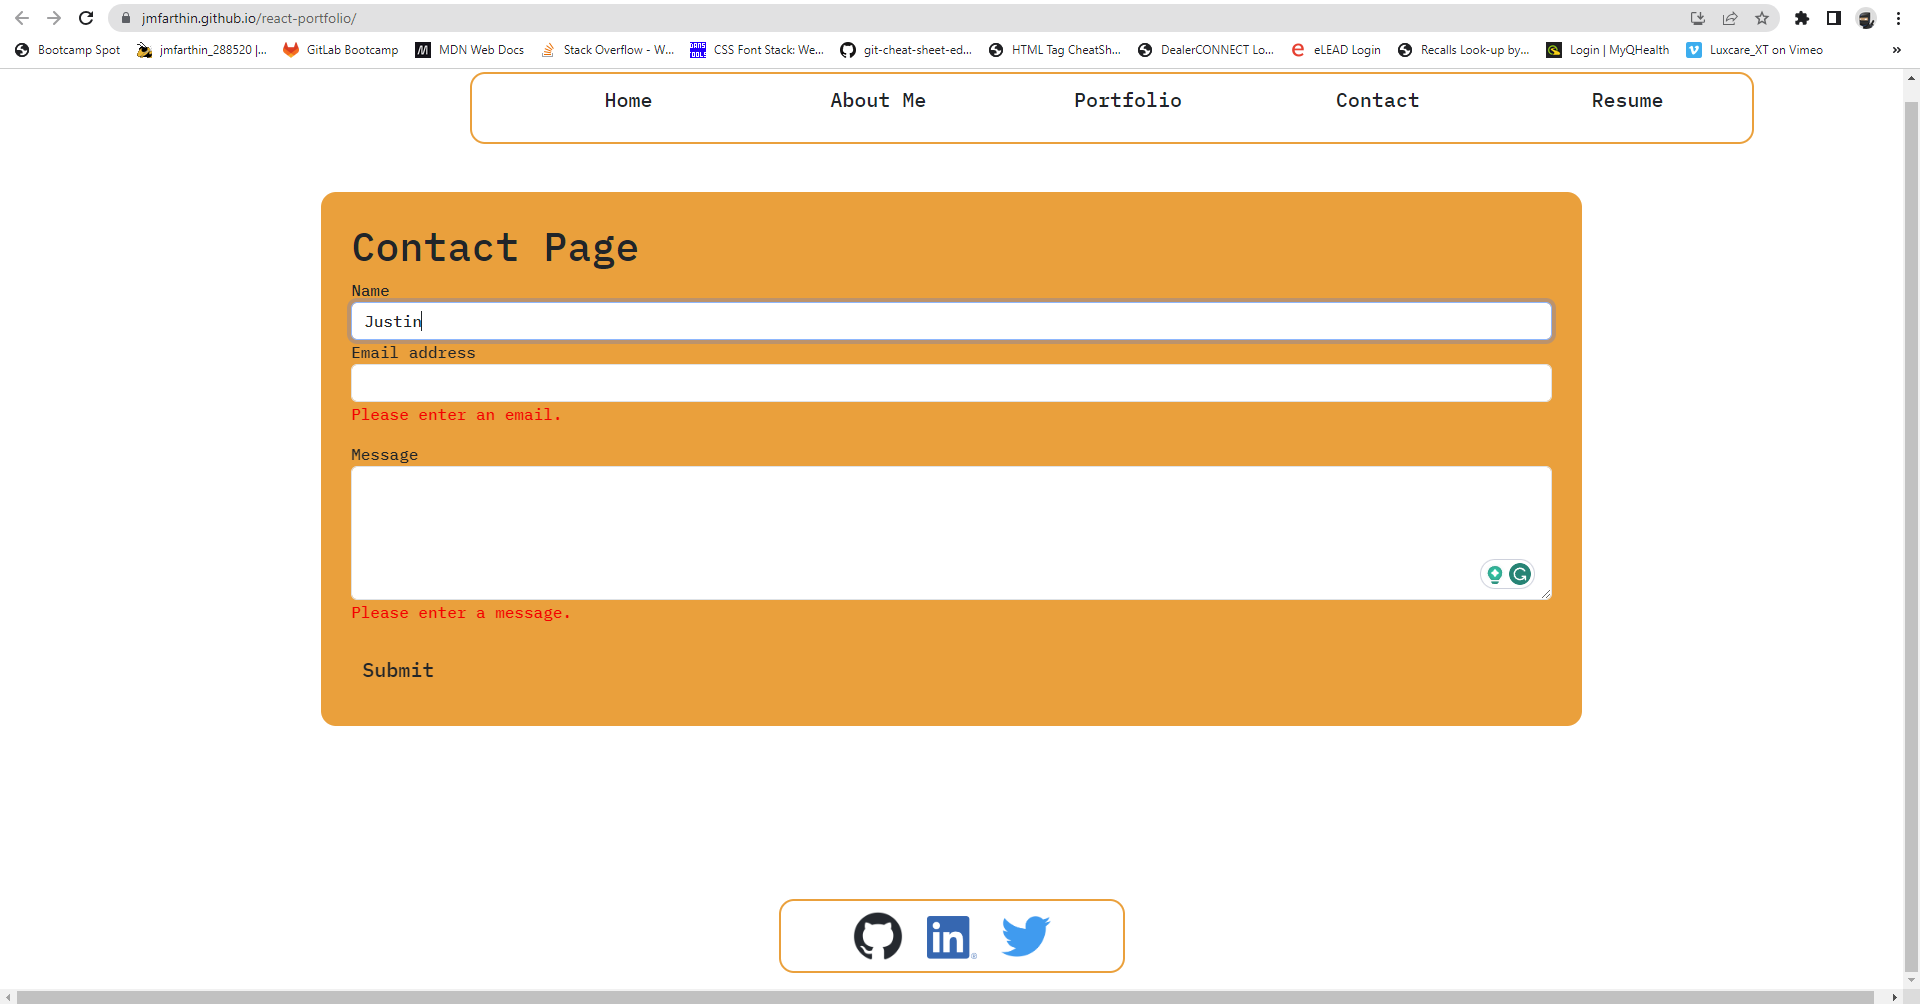 jmfarthin.github.io/react-portfolio/
Bootcamp Spot jmfarthin_288520 |... GitLab Bootcamp MDN Web Docs Stack Overflow - W... CSS Font Stack: We... git-cheat-sheet-ed... HTML Tag CheatSh... DealerCONNECT Lo... eLEAD Login Recalls Look-up by... Login | MyQHealth Luxcare_XT on Vimeo »
Home About Me Portfolio Contact Resume
Contact Page
Name
Justin
Email address
Please enter an email.
Message
Please enter a message.
Submit
in